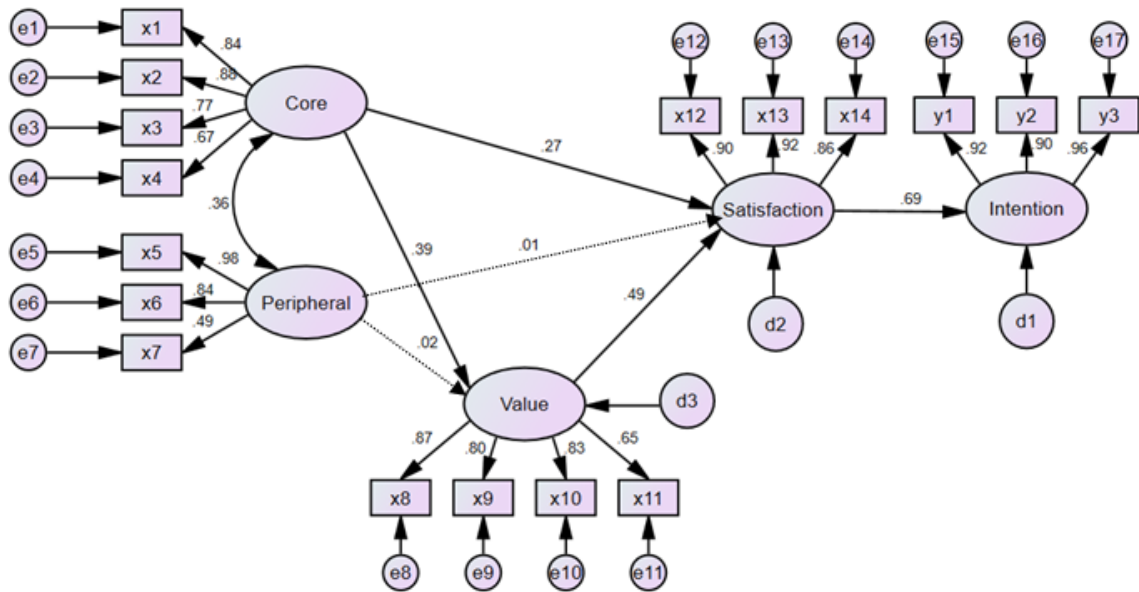 e1
x1
.84
e2
x2
.88
Core
e3
x3
.77
e4
x4
.67
.36
e5
x5
.98
e6
x6
.84
Peripheral
e7
x7
.49
.27
.39
.01
.02
e12
e13
e14
x12
x13
x14
.90
.92
.86
Satisfaction
.69
e15
e16
e17
y1
y2
y3
.92
.90
.96
Intention
.49
d2
d1
Value
d3
.87
.80
.83
.65
x8
x9
x10
x11
e8
e9
e10
e11